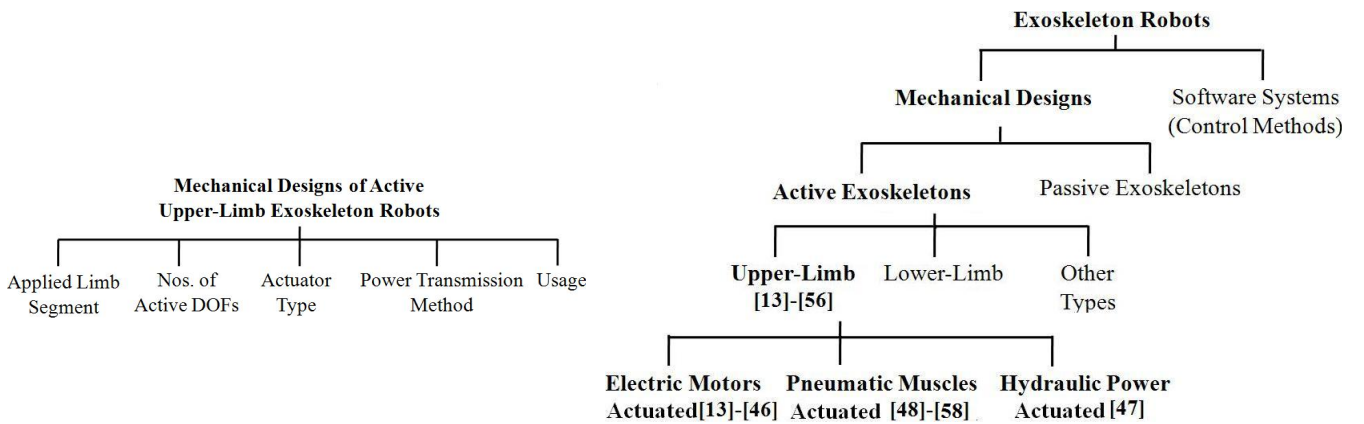 Mechanical Designs of Active
Upper-Limb Exoskeleton Robots
Applied Limb
Segment
Nos. of
Active DOFs
Actuator
Type
Power Transmission
Method
Usage
Exoskeleton Robots
Mechanical Designs
Software Systems
(Control Methods)
Active Exoskeletons
Passive Exoskeletons
Upper-Limb
[13]-[56]
Lower-Limb
Other
Types
Electric Motors
Actuated[13]-[46]
Pneumatic Muscles
Actuated [48]-[58]
Hydraulic Power
Actuated [47]